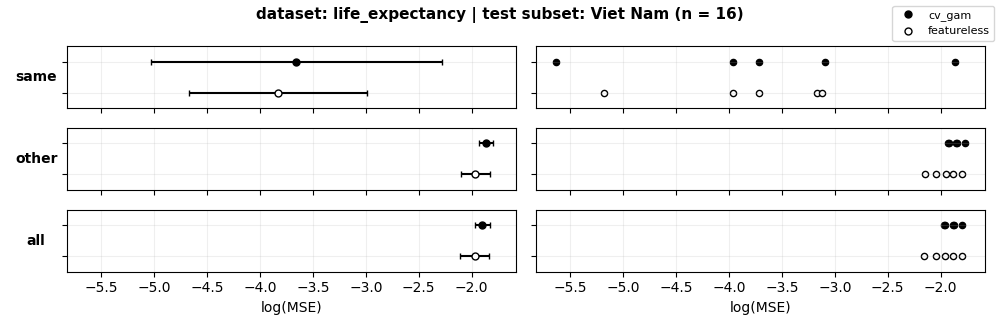 dataset: life_expectancy | test subset: Viet Nam (n = 16)
cv_gam
featureless
same
other
all
−5.5 −5.0 −4.5 −4.0 −3.5 −3.0 −2.5 −2.0
−5.5 −5.0 −4.5 −4.0 −3.5 −3.0 −2.5 −2.0
log(MSE)
log(MSE)